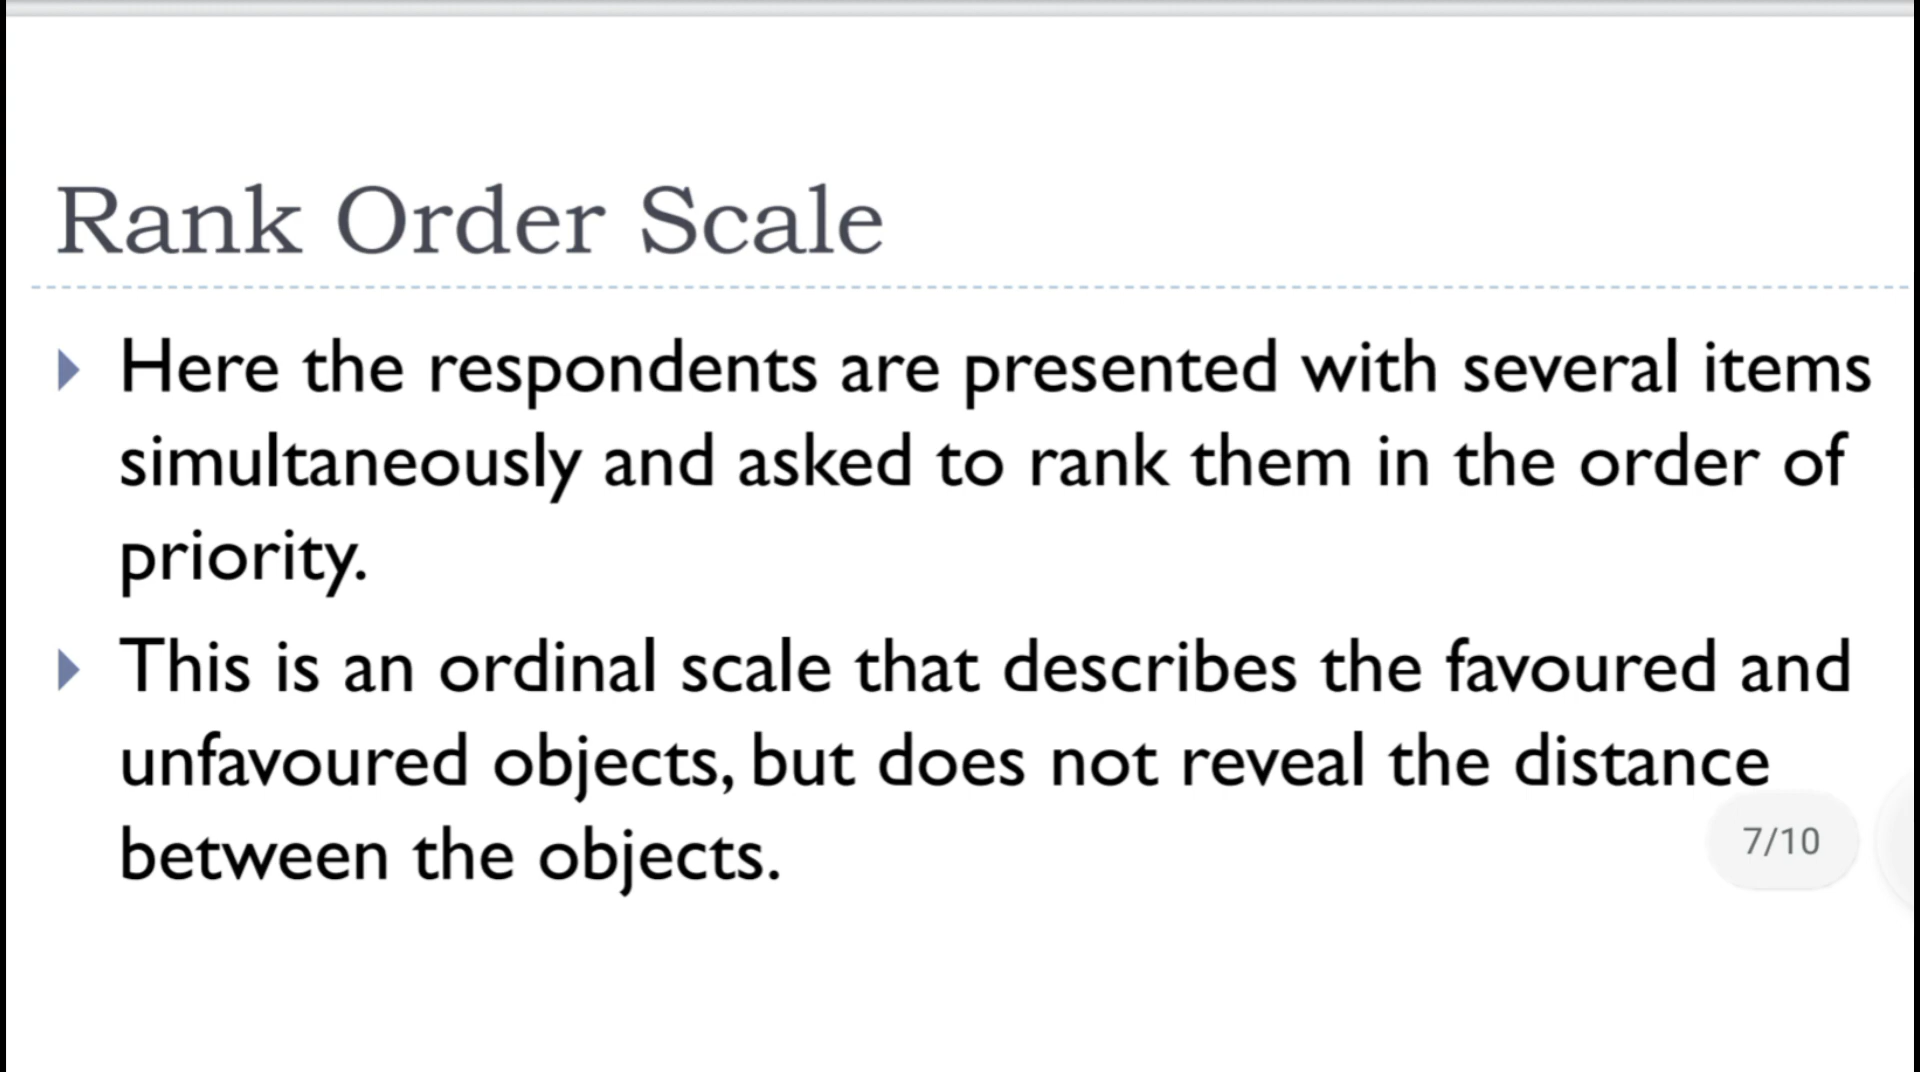 Rank Order Scale
Here the respondents are presented with several items
simultaneously and asked to rank them in the order of
priority.
This is an ordinal scale that describes the favoured and
unfavoured objects, but does not reveal the distance
between the objects.
7/10